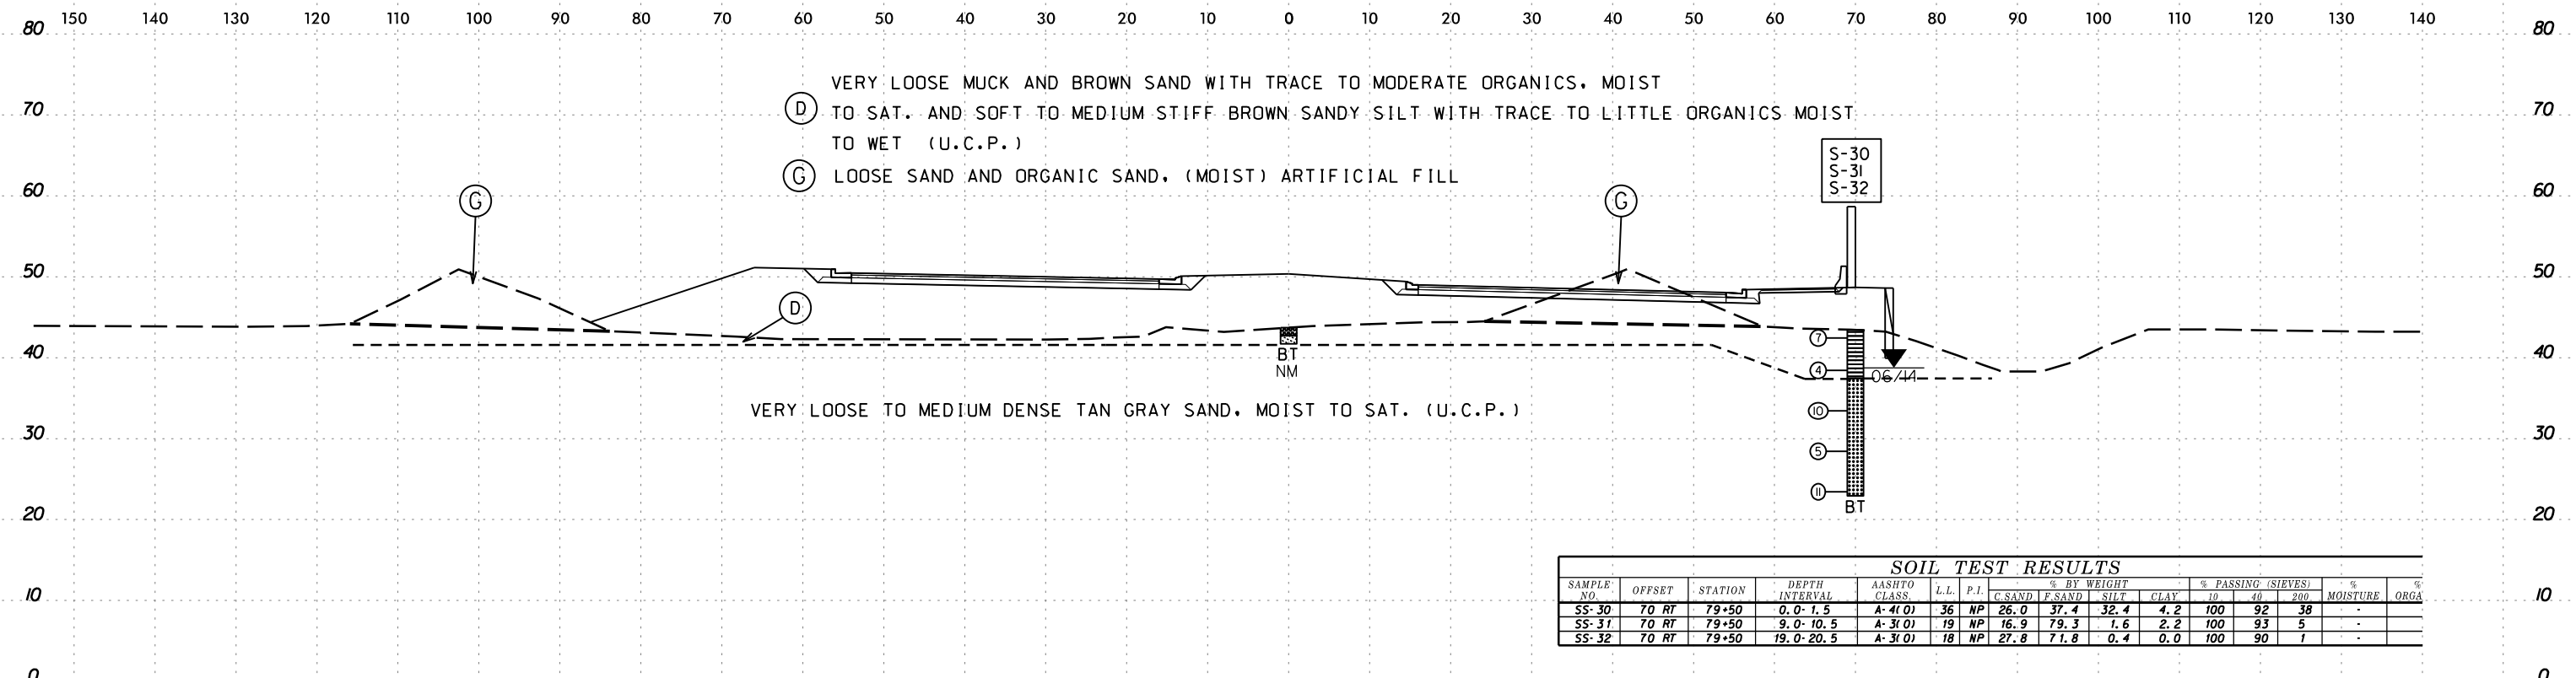 150 140 130 120 110 100 90 80 70 60 50 40 30 20 10 0 10 20 30 40 50 60 70 80 90 100 110 120 130 140
80 80
VERY LOOSE MUCK AND BROWN SAND WITH TRACE TO MODERATE ORGANICS, MOIST
70 D TO SAT. AND SOFT TO MEDIUM STIFF BROWN SANDY SILT WITH TRACE TO LITTLE ORGANICS MOIST 70
TO WET (U.C.P.)
S-30
S-31
S-32
G LOOSE SAND AND ORGANIC SAND, (MOIST) ARTIFICIAL FILL
60 60
G G
50 50
D
7
40 BT 40
NM
4 06/14
VERY LOOSE TO MEDIUM DENSE TAN GRAY SAND, MOIST TO SAT. (U.C.P.)
10
30 30
5
11
BT
20 20
SOIL TEST RESULTS
SAMPLE NO. OFFSET STATION DEPTH INTERVAL AASHTO CLASS. L.L. P.I. % BY WEIGHT % PASSING (SIEVES) % MOISTURE % ORGA
C.SAND F.SAND SILT CLAY 10 40 200
10 10
SS-30 70 RT 79+50 0.0-1.5 A-4(0) 36 NP 26.0 37.4 32.4 4.2 100 92 38 -
SS-31 70 RT 79+50 9.0-10.5 A-3(0) 19 NP 16.9 79.3 1.6 2.2 100 93 5 -
SS-32 70 RT 79+50 19.0-20.5 A-3(0) 18 NP 27.8 71.8 0.4 0.0 100 90 1 -
0 0